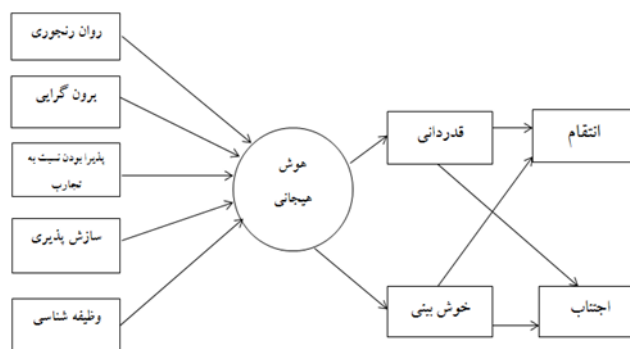 روان رنجوری
برون گرایی
پذیرا بودن نسبت به
تجارب
سازش پذیری
وظیفه شناسی
هوش
هیجانی
قدردانی
خوش بینی
انتقام
اجتناب